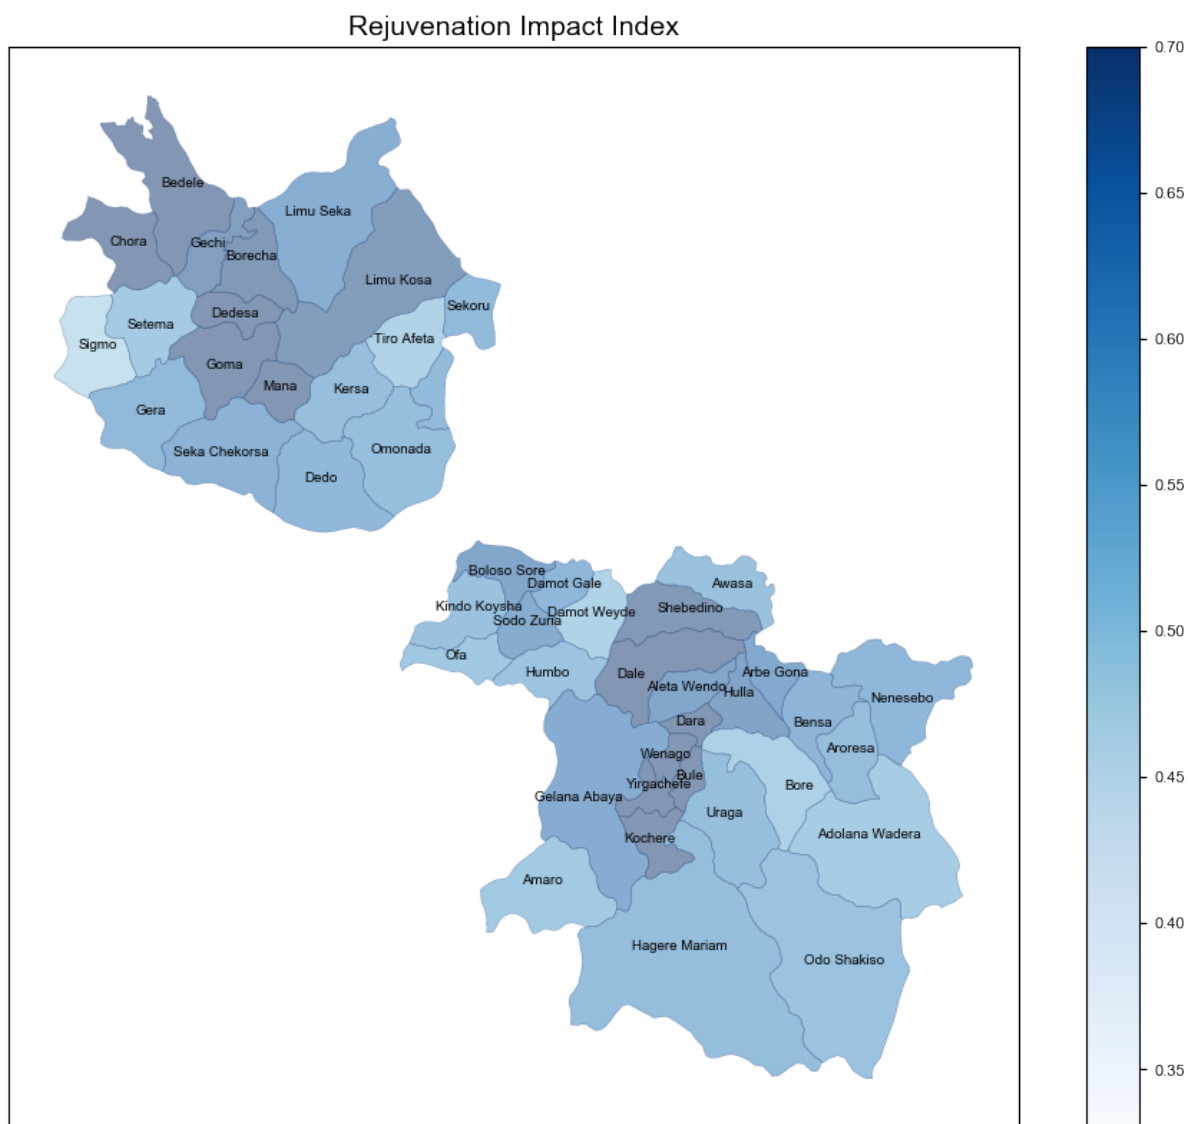 Rejuvenation Impact Index
0.70
0.65
0.60
0.55
0.50
0.45
0.40
0.35
Bedele
Limu Seka
Chora
Gechi
Borecha
Limu Kosa
Sekoru
Dedesa
Setema
Tiro Afeta
Sigmo
Goma
Mana
Kersa
Gera
Seka Chekorsa
Omonada
Dedo
Boloso Sore
Damot Gale
Awasa
Kindo Koysha
Damot Weyde
Shebedino
Sodo Zuria
Ofa
Humbo
Dale
Arbe Gona
Aleta Wendo
Hulla
Nenesebo
Dara
Bensa
Aroresa
Wenago
Bule
Yirgachefe
Bore
Gelana Abaya
Uraga
Adolana Wadera
Kochere
Amaro
Hagere Mariam
Odo Shakiso